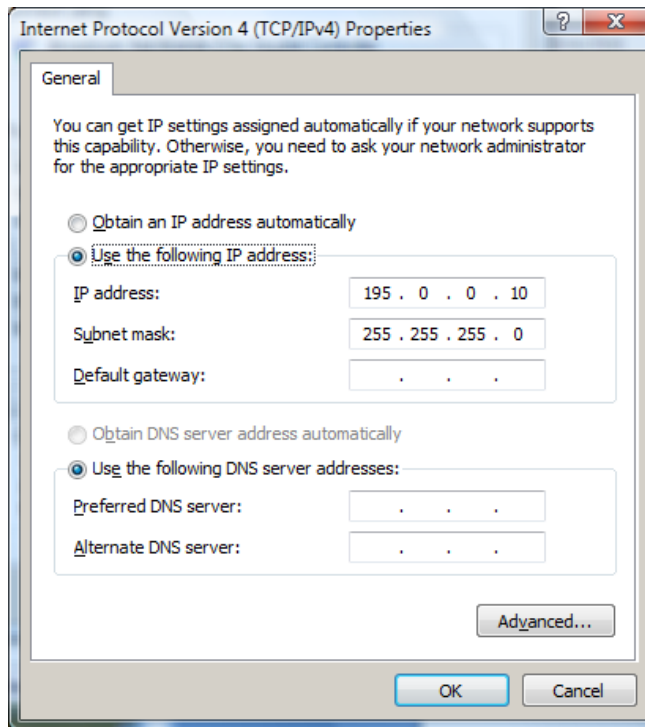 Internet Protocol Version 4 (TCP/IPv4) Properties
General
You can get IP settings assigned automatically if your network supports
this capability. Otherwise, you need to ask your network administrator
for the appropriate IP settings.
Obtain an IP address automatically
Use the following IP address:
IP address: 195 . 0 . 0 . 10
Subnet mask: 255 . 255 . 255 . 0
Default gateway: . . .
Obtain DNS server address automatically
Use the following DNS server addresses:
Preferred DNS server: . . .
Alternate DNS server: . . .
Advanced...
OK Cancel